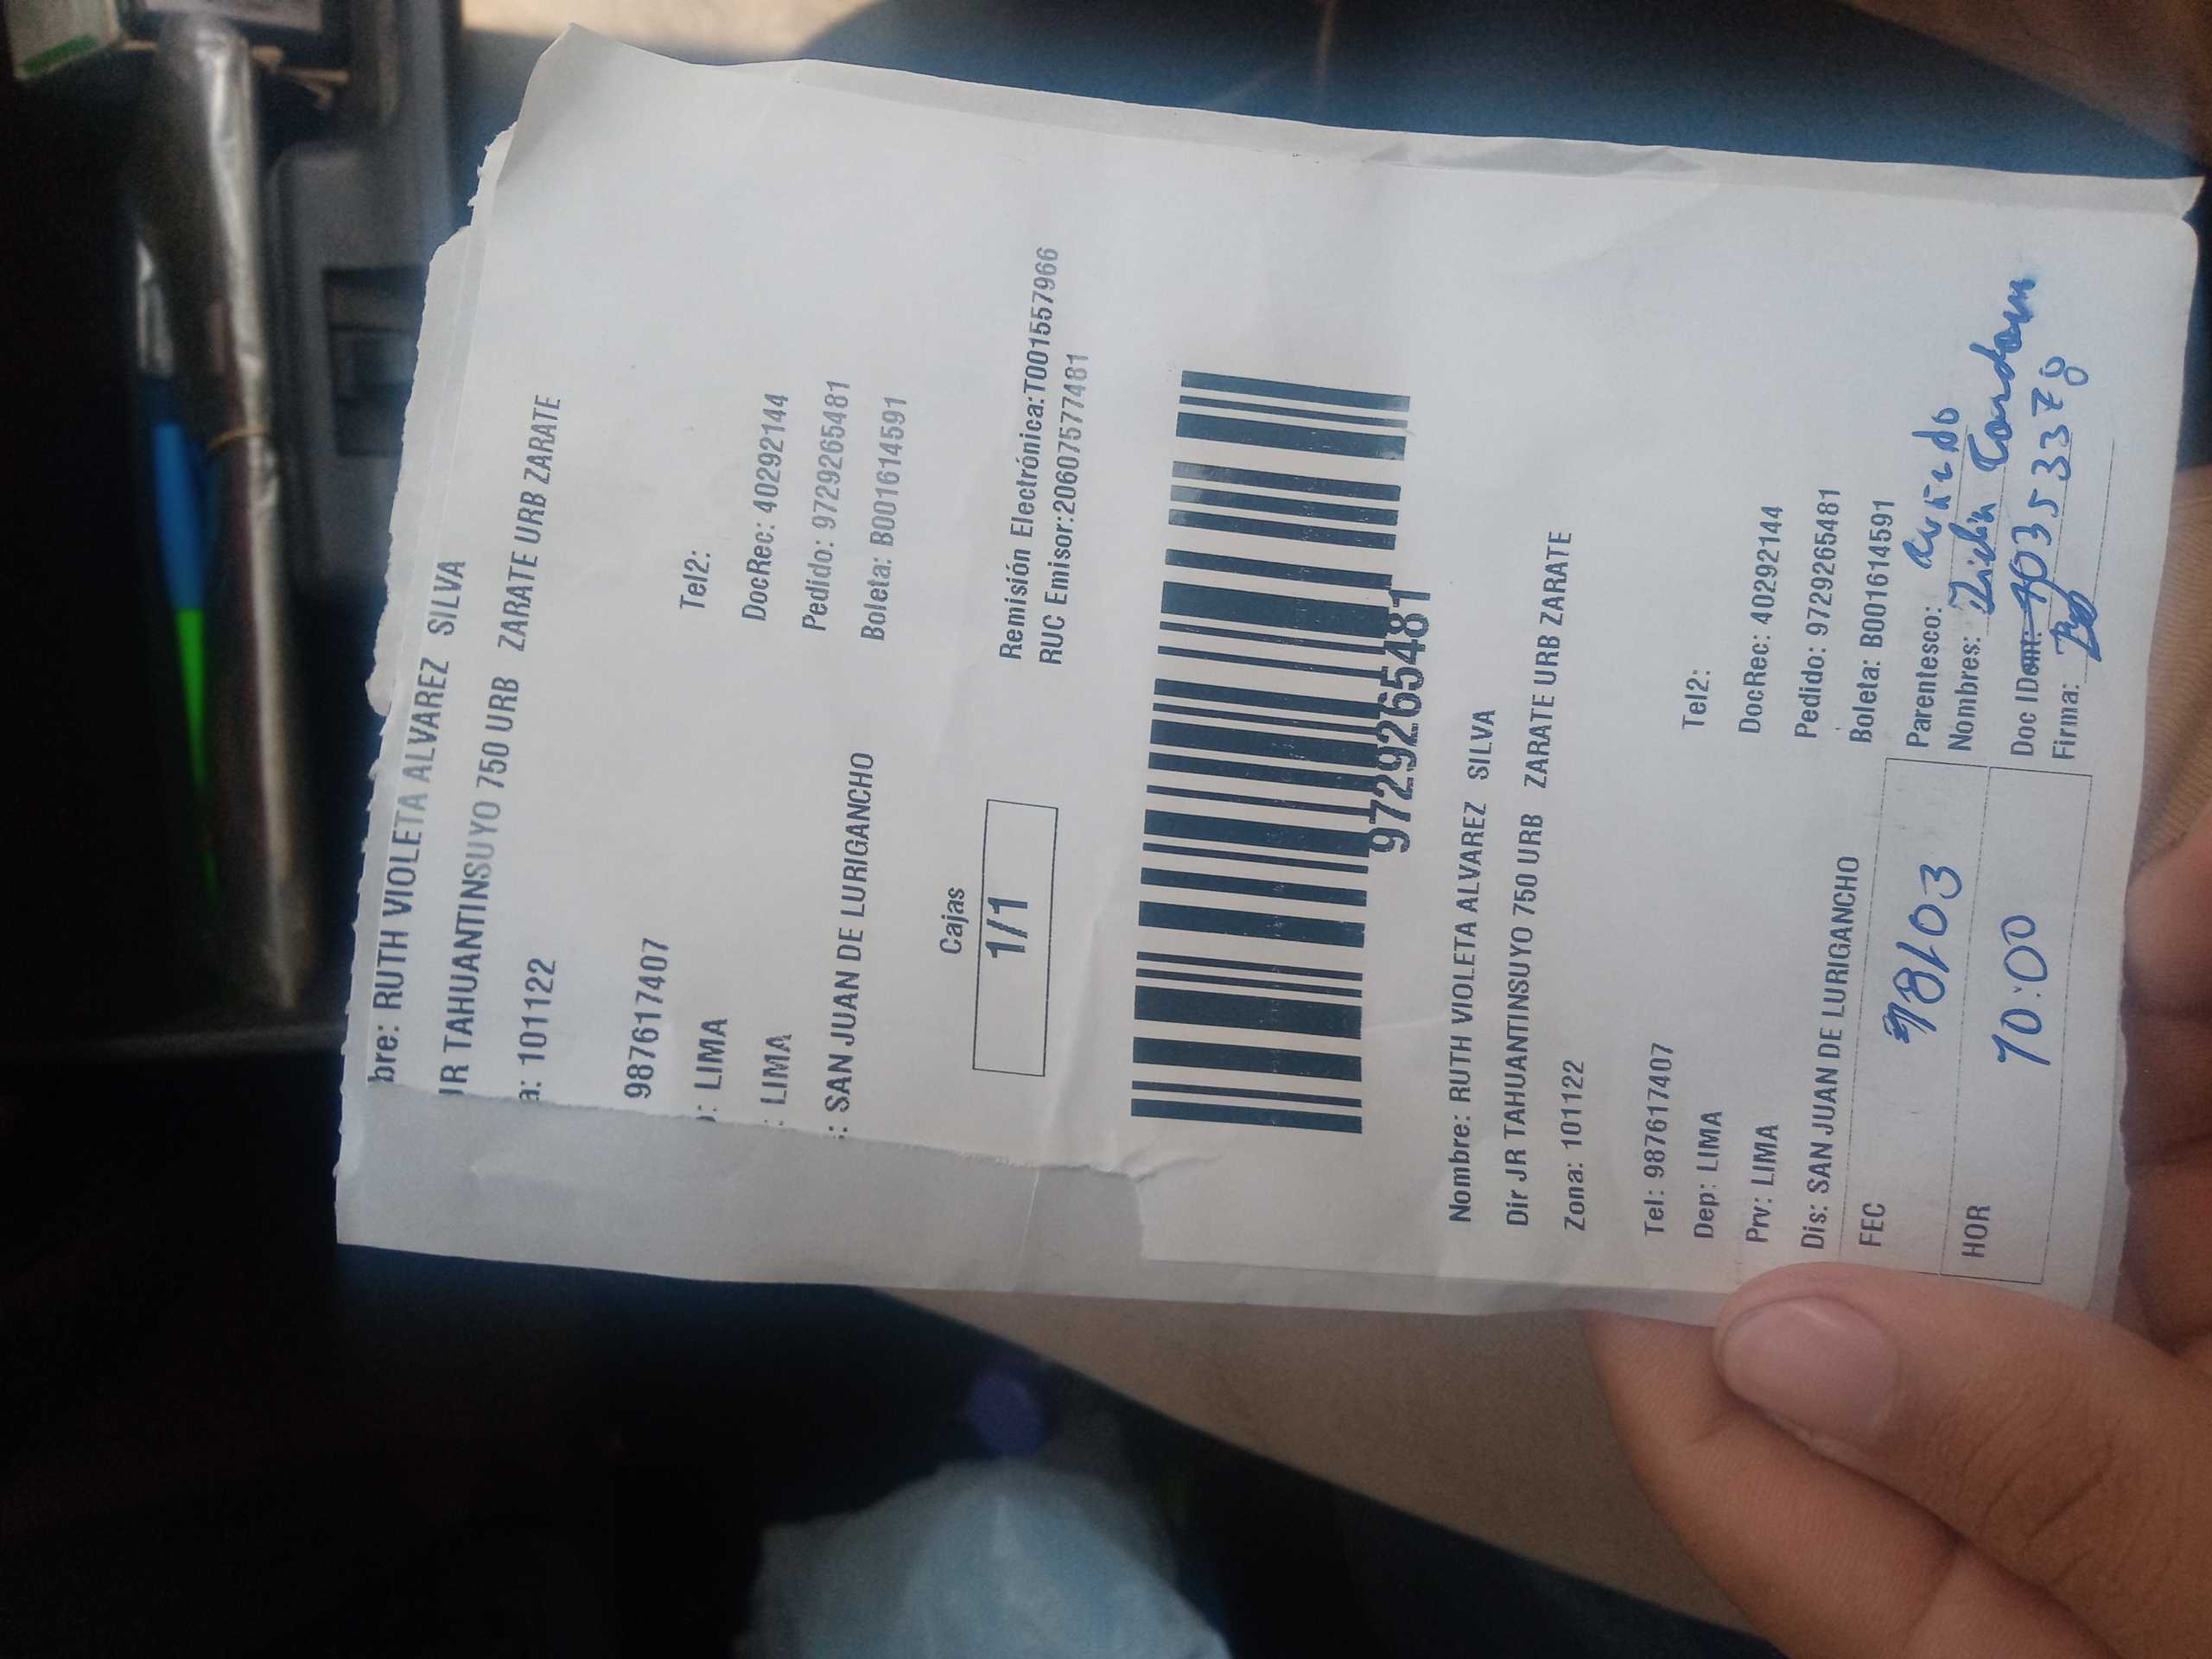 bre: RUTH VIOLETA ALVAREZ SILVA
JR TAHUANTINSUYO 750 URB ZARATE URB ZARATE
a: 101122
987617407
Tel2:
: LIMA
DocRec: 40292144
: LIMA
Pedido: 9729265481
: SAN JUAN DE LURIGANCHO
Boleta: B001614591
Cajas
1/1
Remisión Electrónica:T001557966
RUC Emisor:20607577481
9729265481
Nombre: RUTH VIOLETA ALVAREZ SILVA
Dir JR TAHUANTINSUYO 750 URB ZARATE URB ZARATE
Zona: 101122
Tel: 987617407
Tel2:
Dep: LIMA
DocRec: 40292144
Prv: LIMA
Pedido: 9729265481
Dis: SAN JUAN DE LURIGANCHO
Boleta: B001614591
FEC
Parentesco:
Nombres:
HOR 10:00
Doc IDent:
Firma: